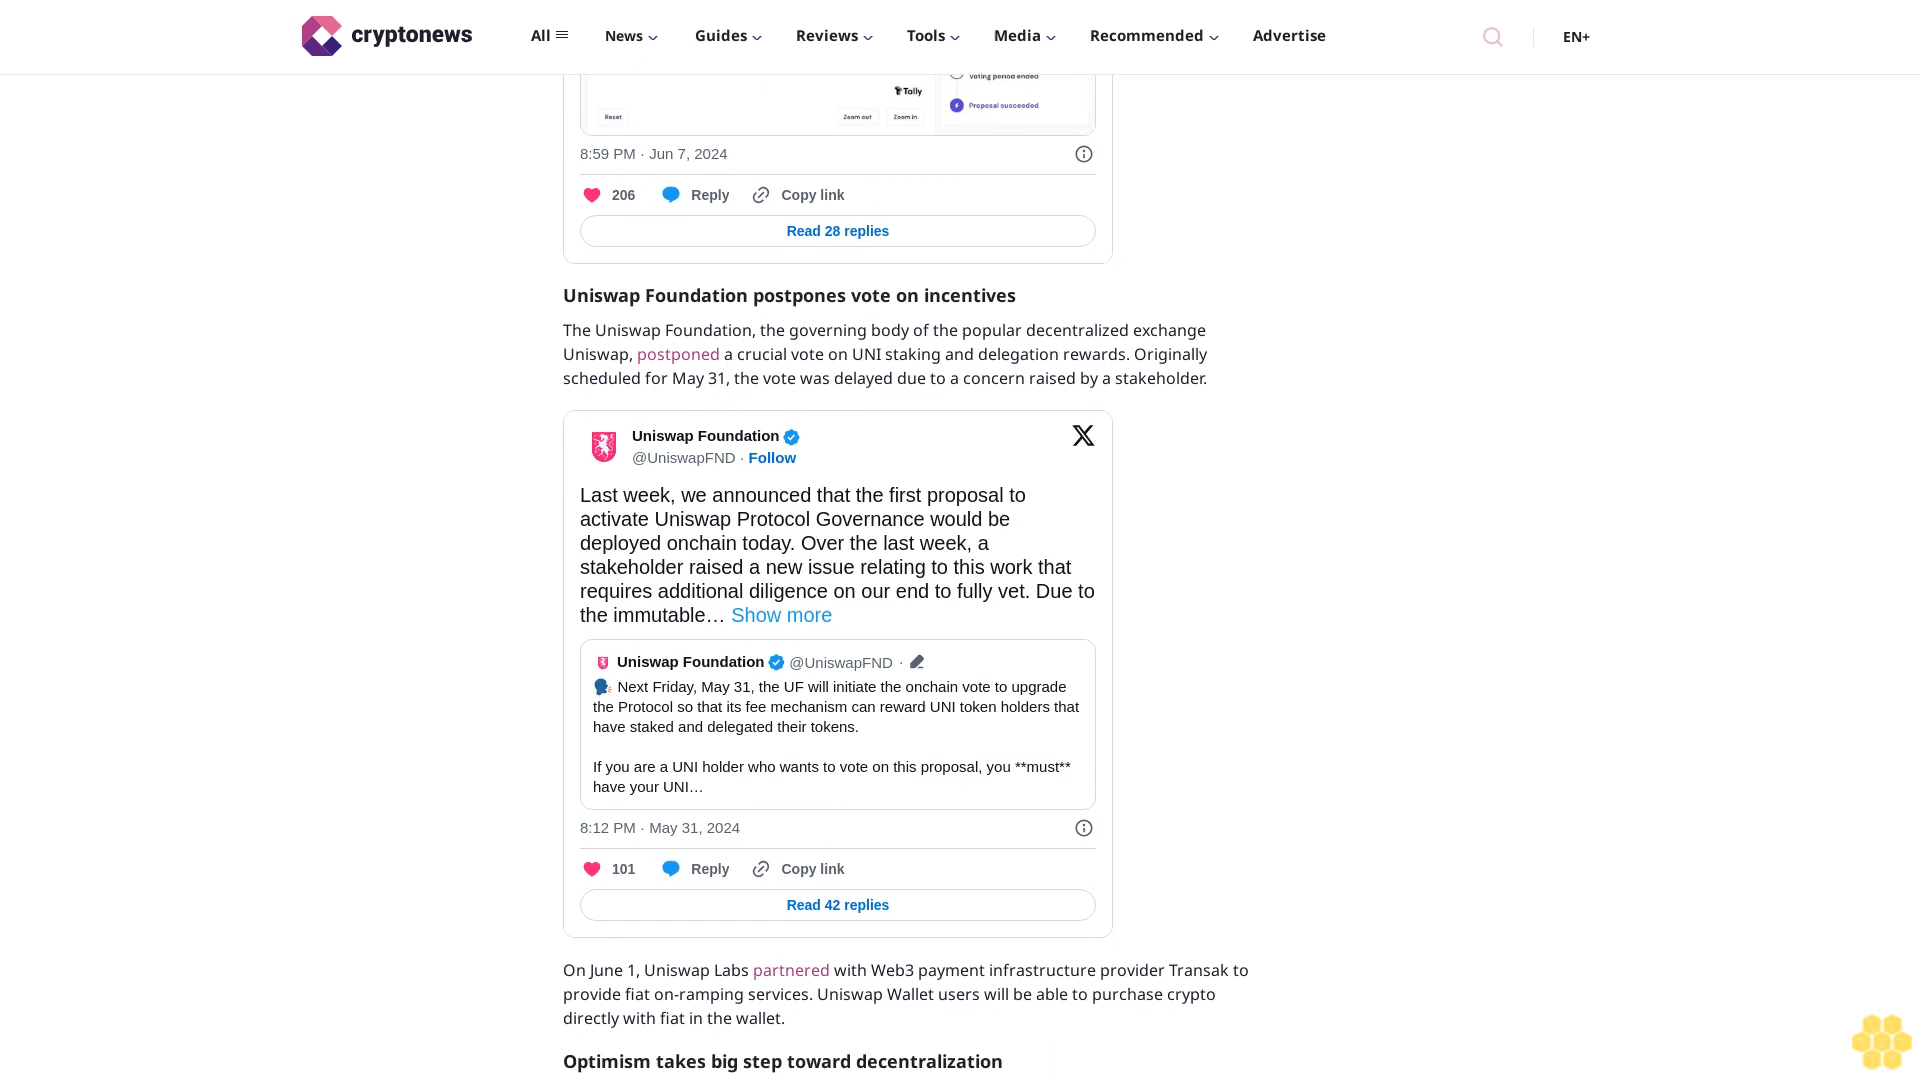 cryptonews All News Guides Reviews Tools Media Recommended Advertise EN+
Voting period ended
Tally
Proposal succeeded
Reset Zoom out Zoom in
8:59 PM · Jun 7, 2024
206 Reply Copy link
Read 28 replies
Uniswap Foundation postpones vote on incentives
The Uniswap Foundation, the governing body of the popular decentralized exchange
Uniswap, postponed a crucial vote on UNI staking and delegation rewards. Originally
scheduled for May 31, the vote was delayed due to a concern raised by a stakeholder.
Uniswap Foundation
@UniswapFND · Follow
Last week, we announced that the first proposal to
activate Uniswap Protocol Governance would be
deployed onchain today. Over the last week, a
stakeholder raised a new issue relating to this work that
requires additional diligence on our end to fully vet. Due to
the immutable… Show more
Uniswap Foundation @UniswapFND ·
Next Friday, May 31, the UF will initiate the onchain vote to upgrade
the Protocol so that its fee mechanism can reward UNI token holders that
have staked and delegated their tokens.
If you are a UNI holder who wants to vote on this proposal, you **must**
have your UNI…
8:12 PM · May 31, 2024
101 Reply Copy link
Read 42 replies
On June 1, Uniswap Labs partnered with Web3 payment infrastructure provider Transak to
provide fiat on-ramping services. Uniswap Wallet users will be able to purchase crypto
directly with fiat in the wallet.
Optimism takes big step toward decentralization